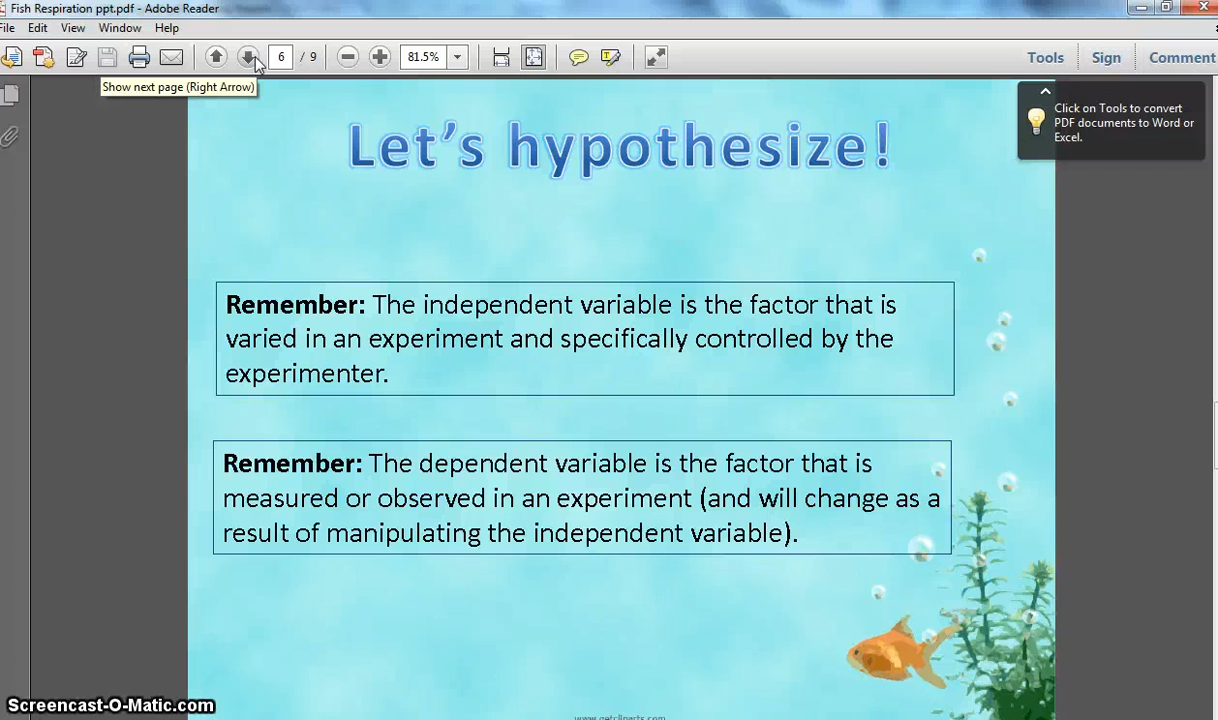 Fish Respiration ppt.pdf - Adobe Reader
File Edit View Window Help
6 / 9 81.5% Tools Sign Comment
Show next page (Right Arrow)
Click on Tools to convert
PDF documents to Word or
Excel.
Let's hypothesize!
Remember: The independent variable is the factor that is
varied in an experiment and specifically controlled by the
experimenter.
Remember: The dependent variable is the factor that is
measured or observed in an experiment (and will change as a
result of manipulating the independent variable).
Screencast-O-Matic.com
www.getcliparts.com